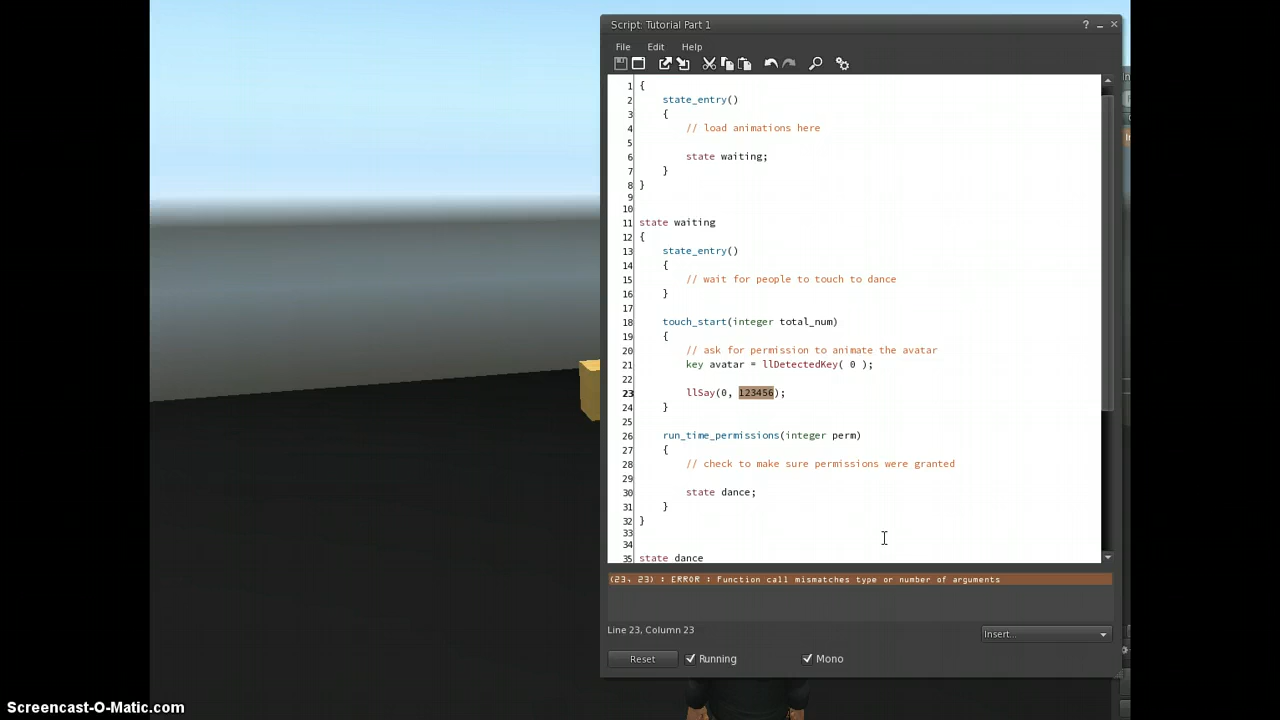 Script: Tutorial Part 1
File Edit Help
1 {
2 state_entry()
3 {
4 // load animations here
5
6 state waiting;
7 }
8 }
9
10
11 state waiting
12 {
13 state_entry()
14 {
15 // wait for people to touch to dance
16 }
17
18 touch_start(integer total_num)
19 {
20 // ask for permission to animate the avatar
21 key avatar = llDetectedKey( 0 );
22
23 llSay(0, 123456);
24 }
25
26 run_time_permissions(integer perm)
27 {
28 // check to make sure permissions were granted
29
30 state dance;
31 }
32 }
33
34
35 state dance
(23, 23) : ERROR : Function call mismatches type or number of arguments
Line 23, Column 23
Insert...
Reset Running Mono
Screencast-O-Matic.com